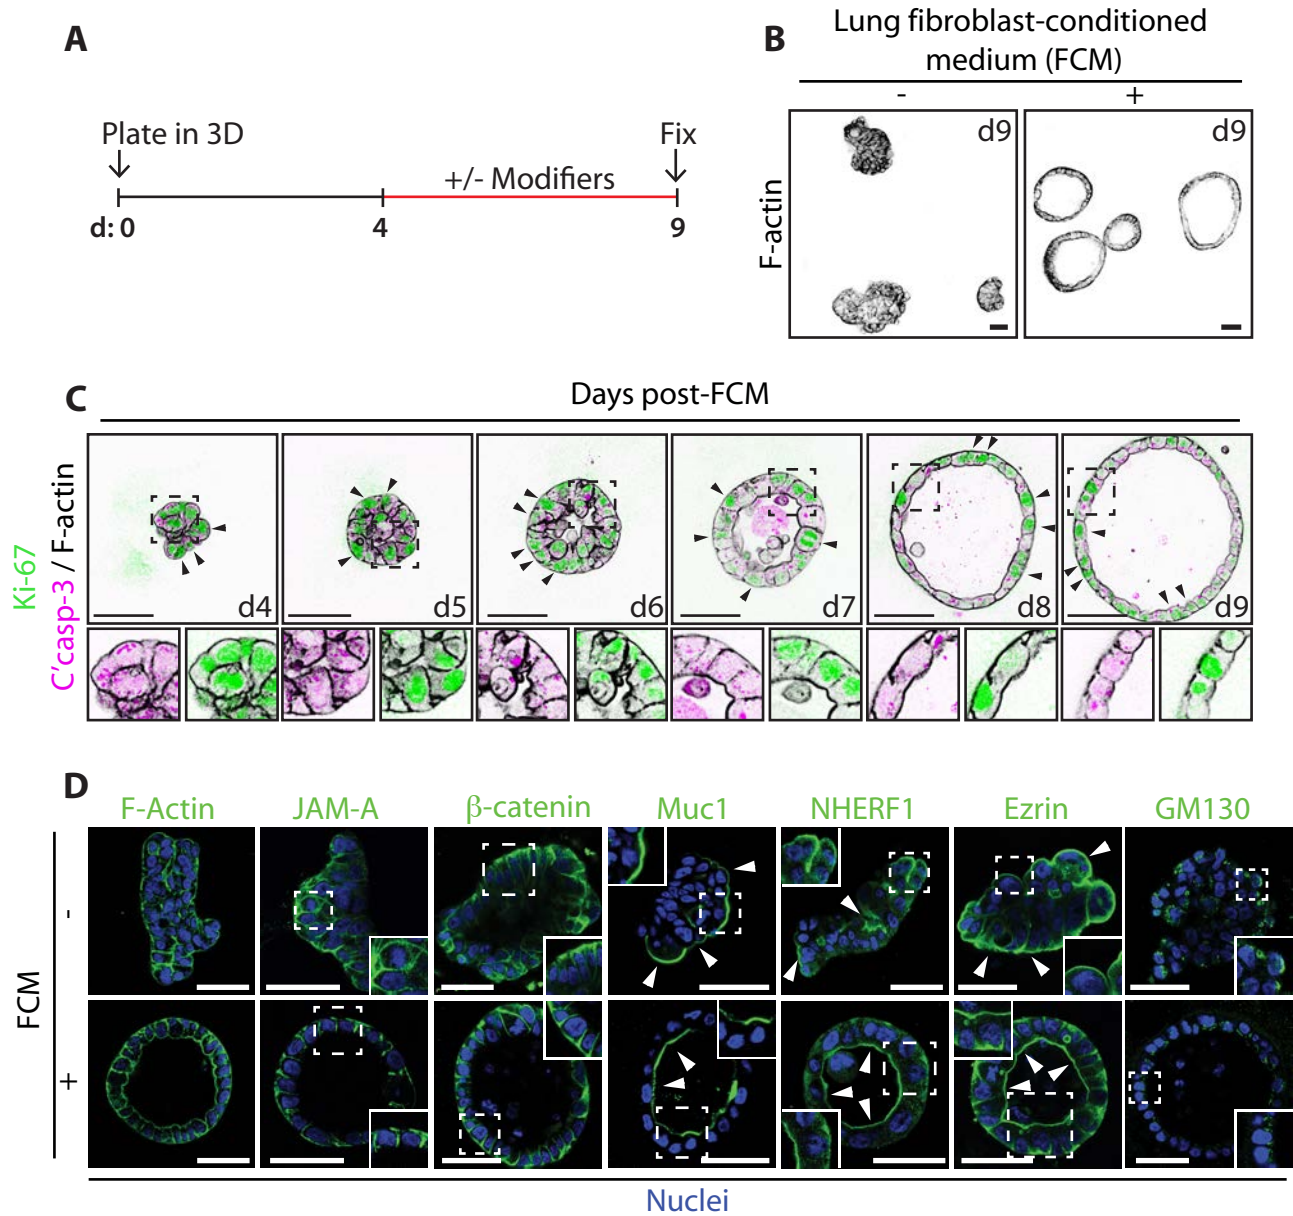 A
Plate in 3D
Fix
+/- Modifiers
d: 0
4
9
B
Lung fibroblast-conditioned
medium (FCM)
-
+
F-actin
d9
d9
C
Days post-FCM
Ki-67
C'casp-3 / F-actin
d4
d5
d6
d7
d8
d9
D
F-Actin
JAM-A
β-catenin
Muc1
NHERF1
Ezrin
GM130
FCM
-
+
Nuclei